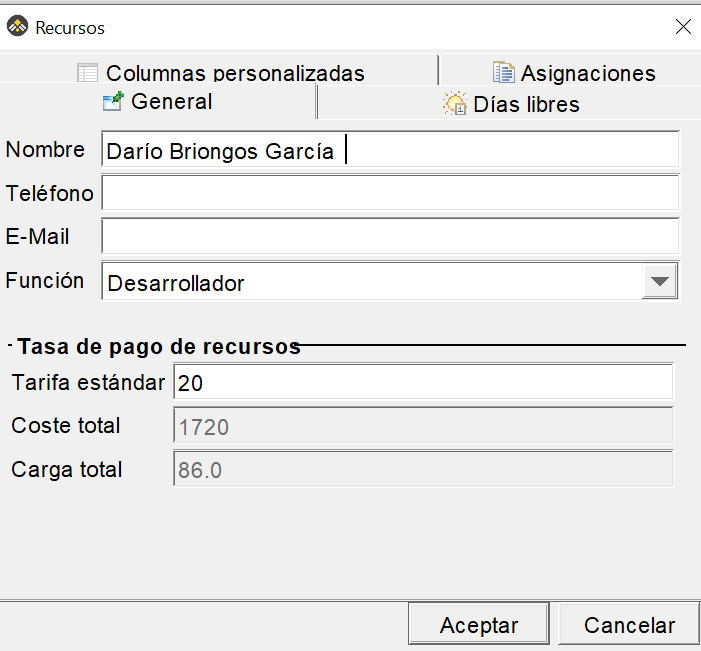 Recursos
Columnas personalizadas
Asignaciones
General
Días libres
Nombre
Darío Briongos García
Teléfono
E-Mail
Función
Desarrollador
Tasa de pago de recursos
Tarifa estándar
20
Coste total
1720
Carga total
86.0
Aceptar
Cancelar